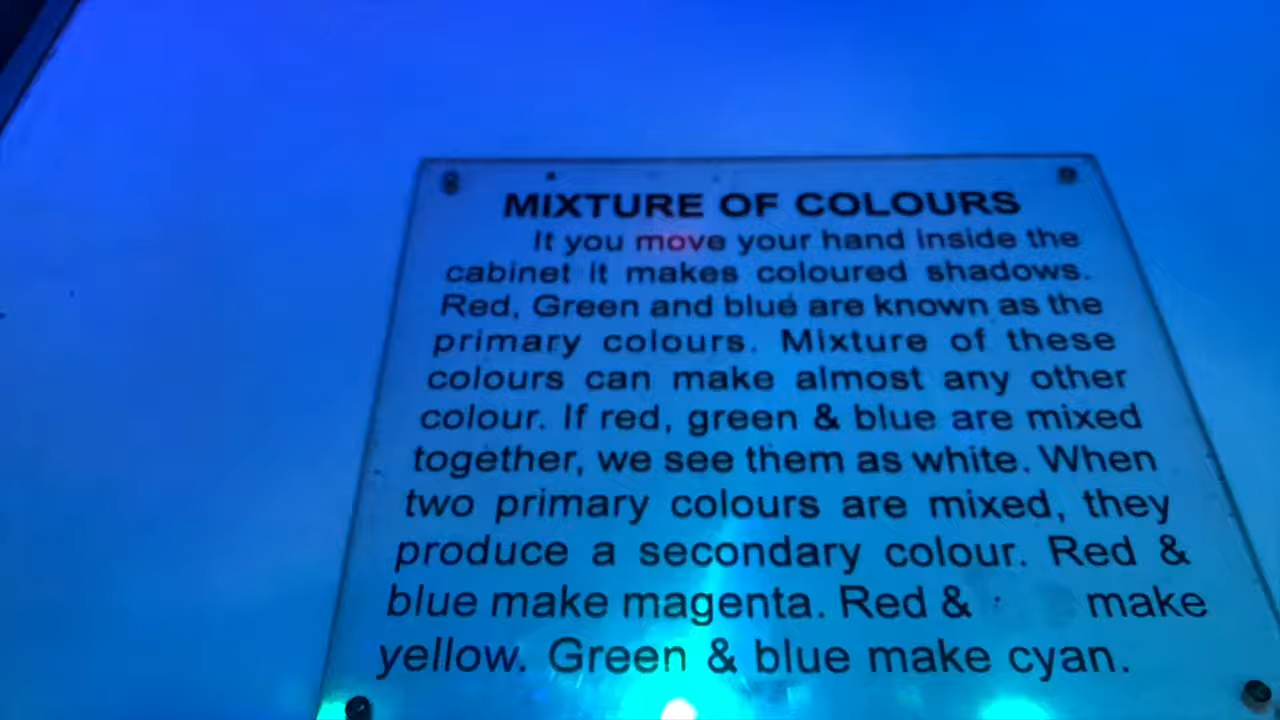 MIXTURE OF COLOURS
It you move your hand inside the
cabinet it makes coloured shadows.
Red, Green and blue are known as the
primary colours. Mixture of these
colours can make almost any other
colour. If red, green & blue are mixed
together, we see them as white. When
two primary colours are mixed, they
produce a secondary colour. Red &
blue make magenta. Red & make
yellow. Green & blue make cyan.